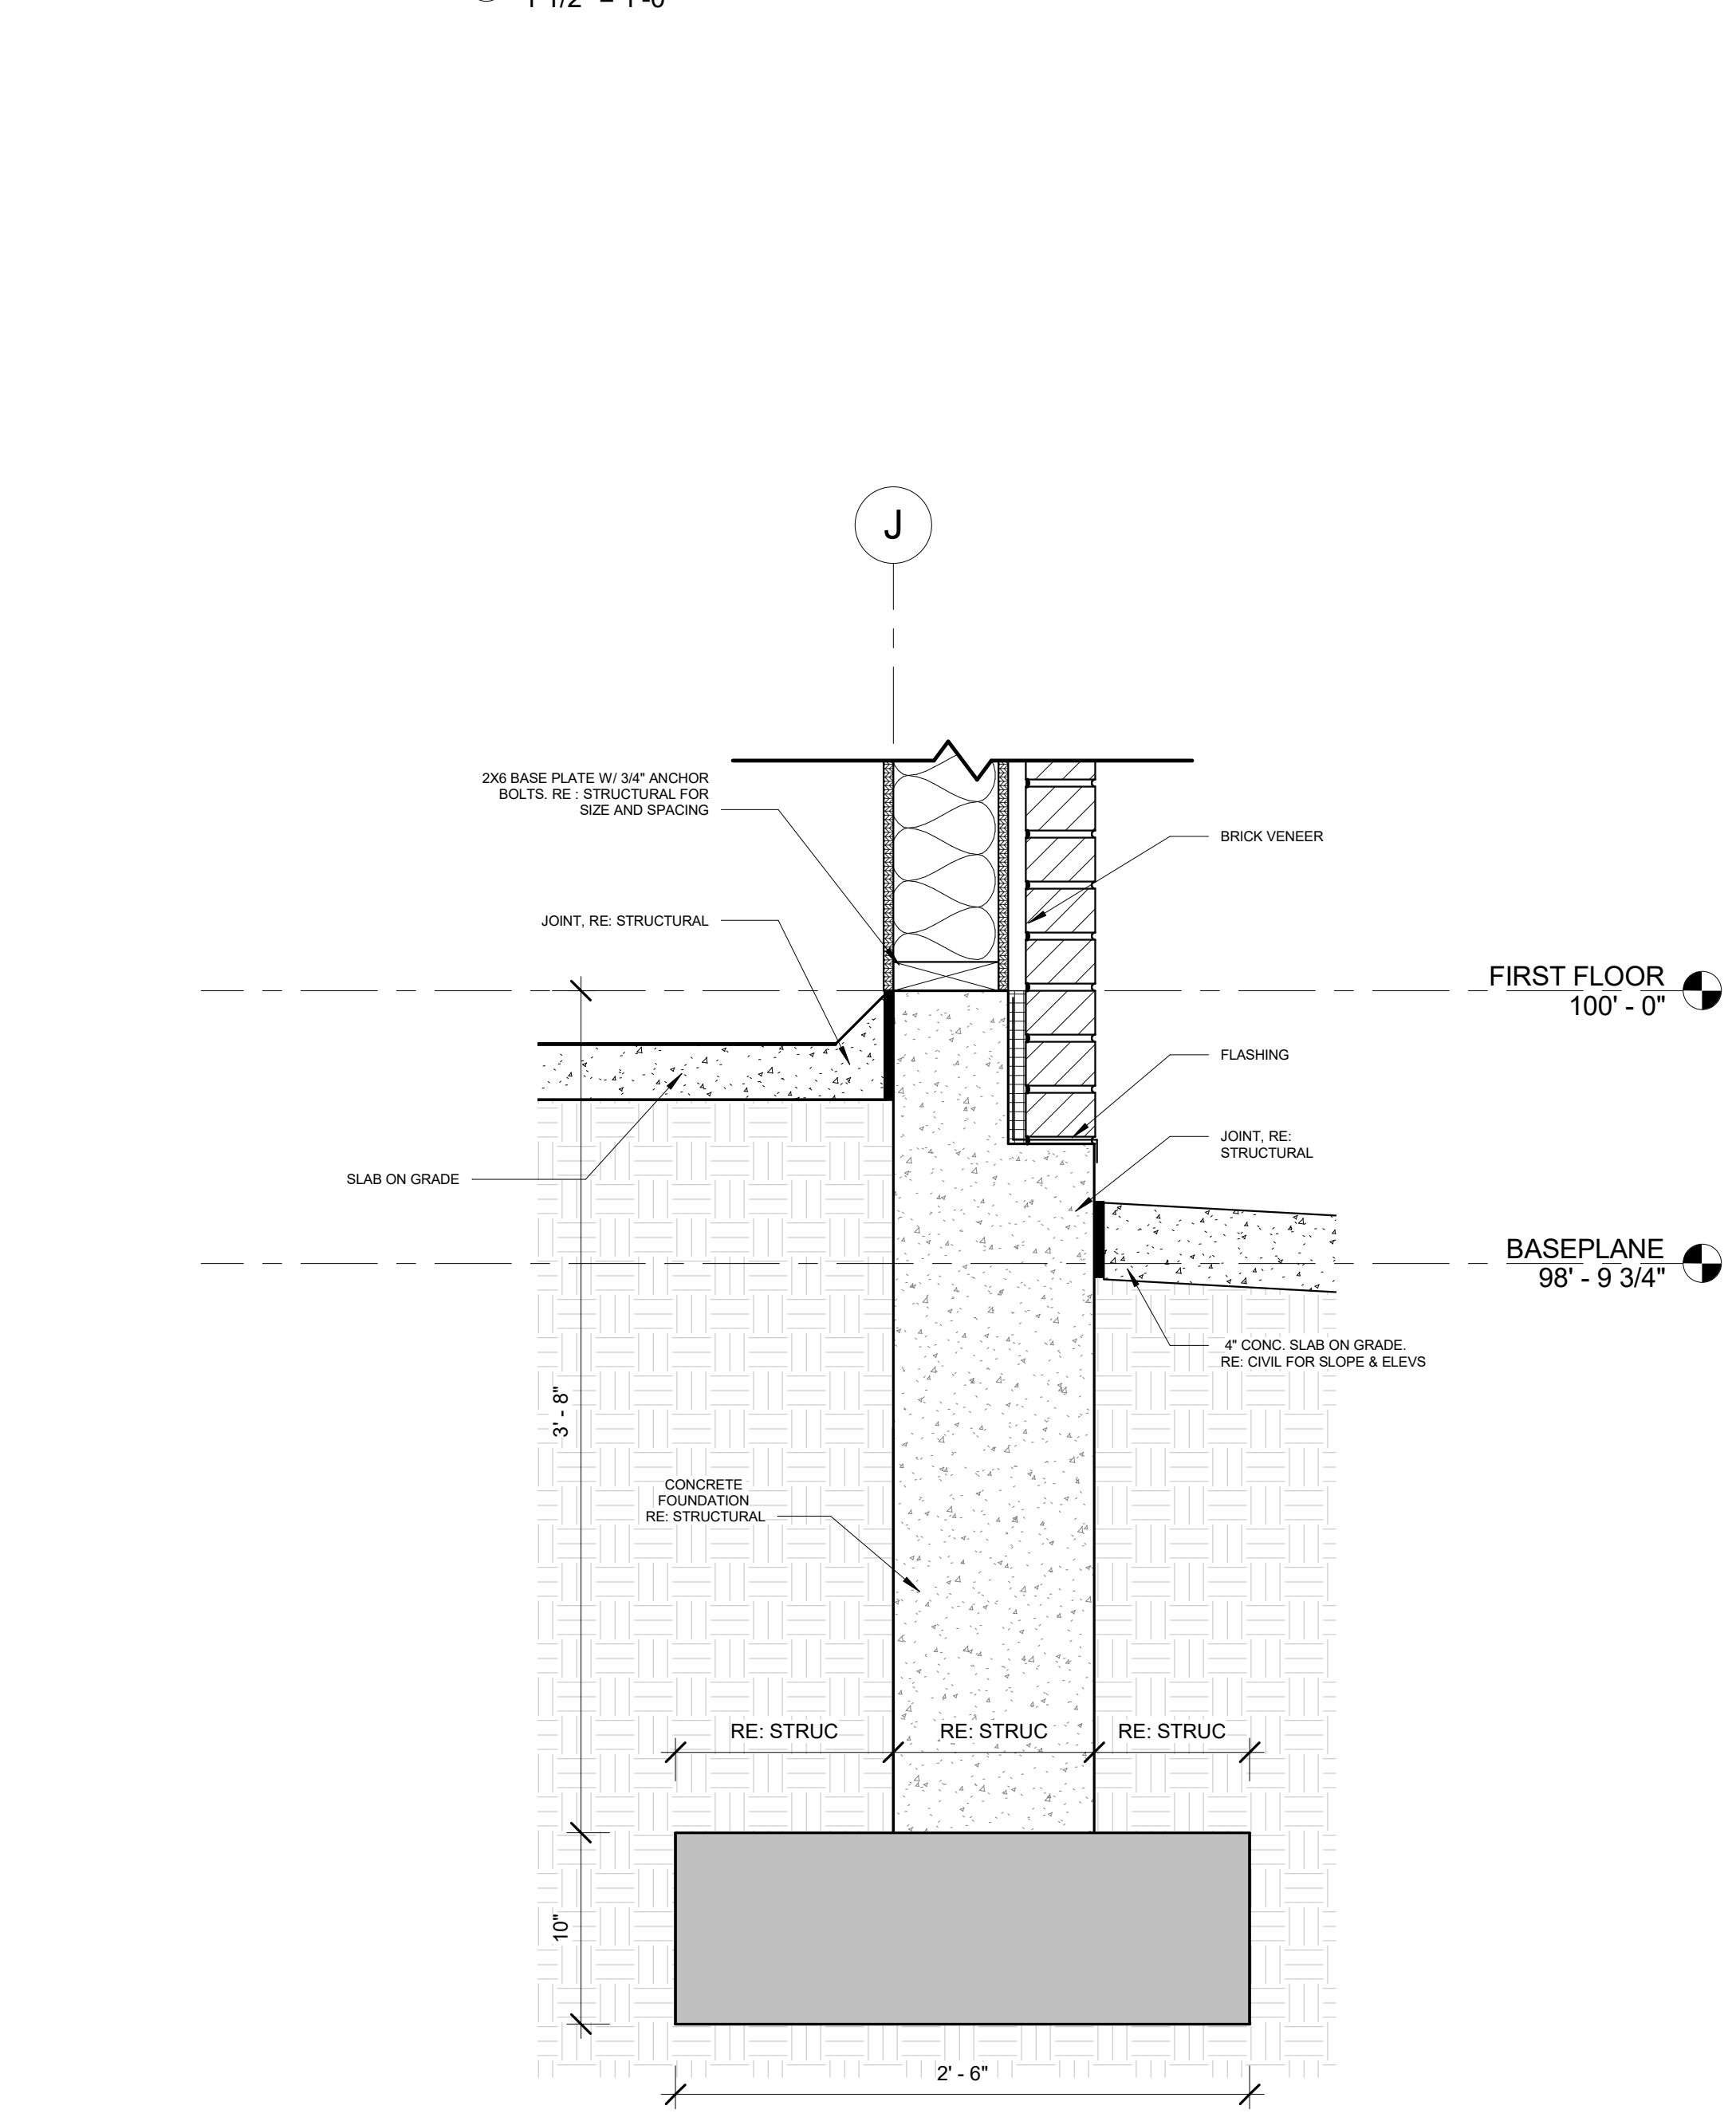 1 1/2" = 1'-0"
J
2X6 BASE PLATE W/ 3/4" ANCHOR
BOLTS. RE : STRUCTURAL FOR
SIZE AND SPACING
BRICK VENEER
JOINT, RE: STRUCTURAL
FIRST FLOOR
100' - 0"
FLASHING
JOINT, RE:
STRUCTURAL
SLAB ON GRADE
BASEPLANE
98' - 9 3/4"
4" CONC. SLAB ON GRADE.
RE: CIVIL FOR SLOPE & ELEVS
3' - 8"
CONCRETE
FOUNDATION
RE: STRUCTURAL
RE: STRUC
RE: STRUC
RE: STRUC
10"
2' - 6"